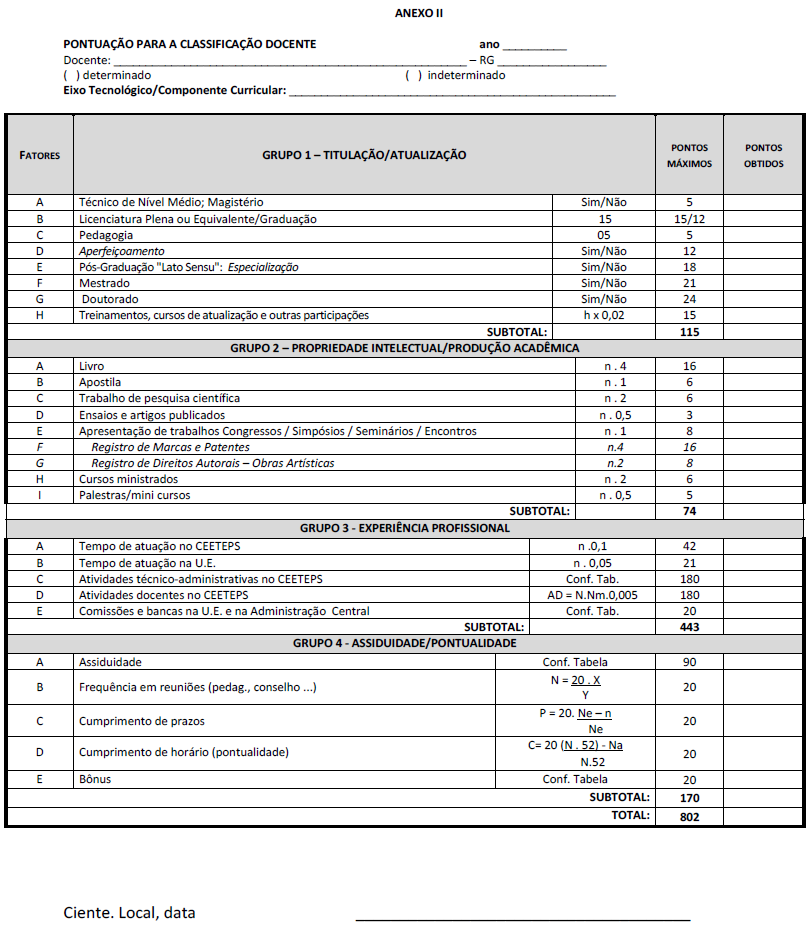 ANEXO II
PONTUAÇÃO PARA A CLASSIFICAÇÃO DOCENTE ano __________
Docente: _______________________________________________________ – RG _________________
( ) determinado ( ) indeterminado
Eixo Tecnológico/Componente Curricular: ___________________________________________________
FATORES GRUPO 1 – TITULAÇÃO/ATUALIZAÇÃO PONTOS MÁXIMOS PONTOS OBTIDOS
A Técnico de Nível Médio; Magistério Sim/Não 5
B Licenciatura Plena ou Equivalente/Graduação 15 15/12
C Pedagogia 05 5
D Aperfeiçoamento Sim/Não 12
E Pós-Graduação "Lato Sensu": Especialização Sim/Não 18
F Mestrado Sim/Não 21
G Doutorado Sim/Não 24
H Treinamentos, cursos de atualização e outras participações h x 0,02 15
SUBTOTAL: 115
GRUPO 2 – PROPRIEDADE INTELECTUAL/PRODUÇÃO ACADÊMICA
A Livro n . 4 16
B Apostila n . 1 6
C Trabalho de pesquisa científica n . 2 6
D Ensaios e artigos publicados n . 0,5 3
E Apresentação de trabalhos Congressos / Simpósios / Seminários / Encontros n . 1 8
F Registro de Marcas e Patentes n.4 16
G Registro de Direitos Autorais – Obras Artísticas n.2 8
H Cursos ministrados n . 2 6
I Palestras/mini cursos n . 0,5 5
SUBTOTAL: 74
GRUPO 3 - EXPERIÊNCIA PROFISSIONAL
A Tempo de atuação no CEETEPS n .0,1 42
B Tempo de atuação na U.E. n . 0,05 21
C Atividades técnico-administrativas no CEETEPS Conf. Tab. 180
D Atividades docentes no CEETEPS AD = N.Nm.0,005 180
E Comissões e bancas na U.E. e na Administração Central Conf. Tab. 20
SUBTOTAL: 443
GRUPO 4 - ASSIDUIDADE/PONTUALIDADE
A Assiduidade Conf. Tabela 90
B Frequência em reuniões (pedag., conselho ...) N = 20 . X 20
Y
C Cumprimento de prazos P = 20. Ne – n 20
Ne
D Cumprimento de horário (pontualidade) C= 20 (N . 52) - Na 20
N.52
E Bônus Conf. Tabela 20
SUBTOTAL: 170
TOTAL: 802
Ciente. Local, data ______________________________________